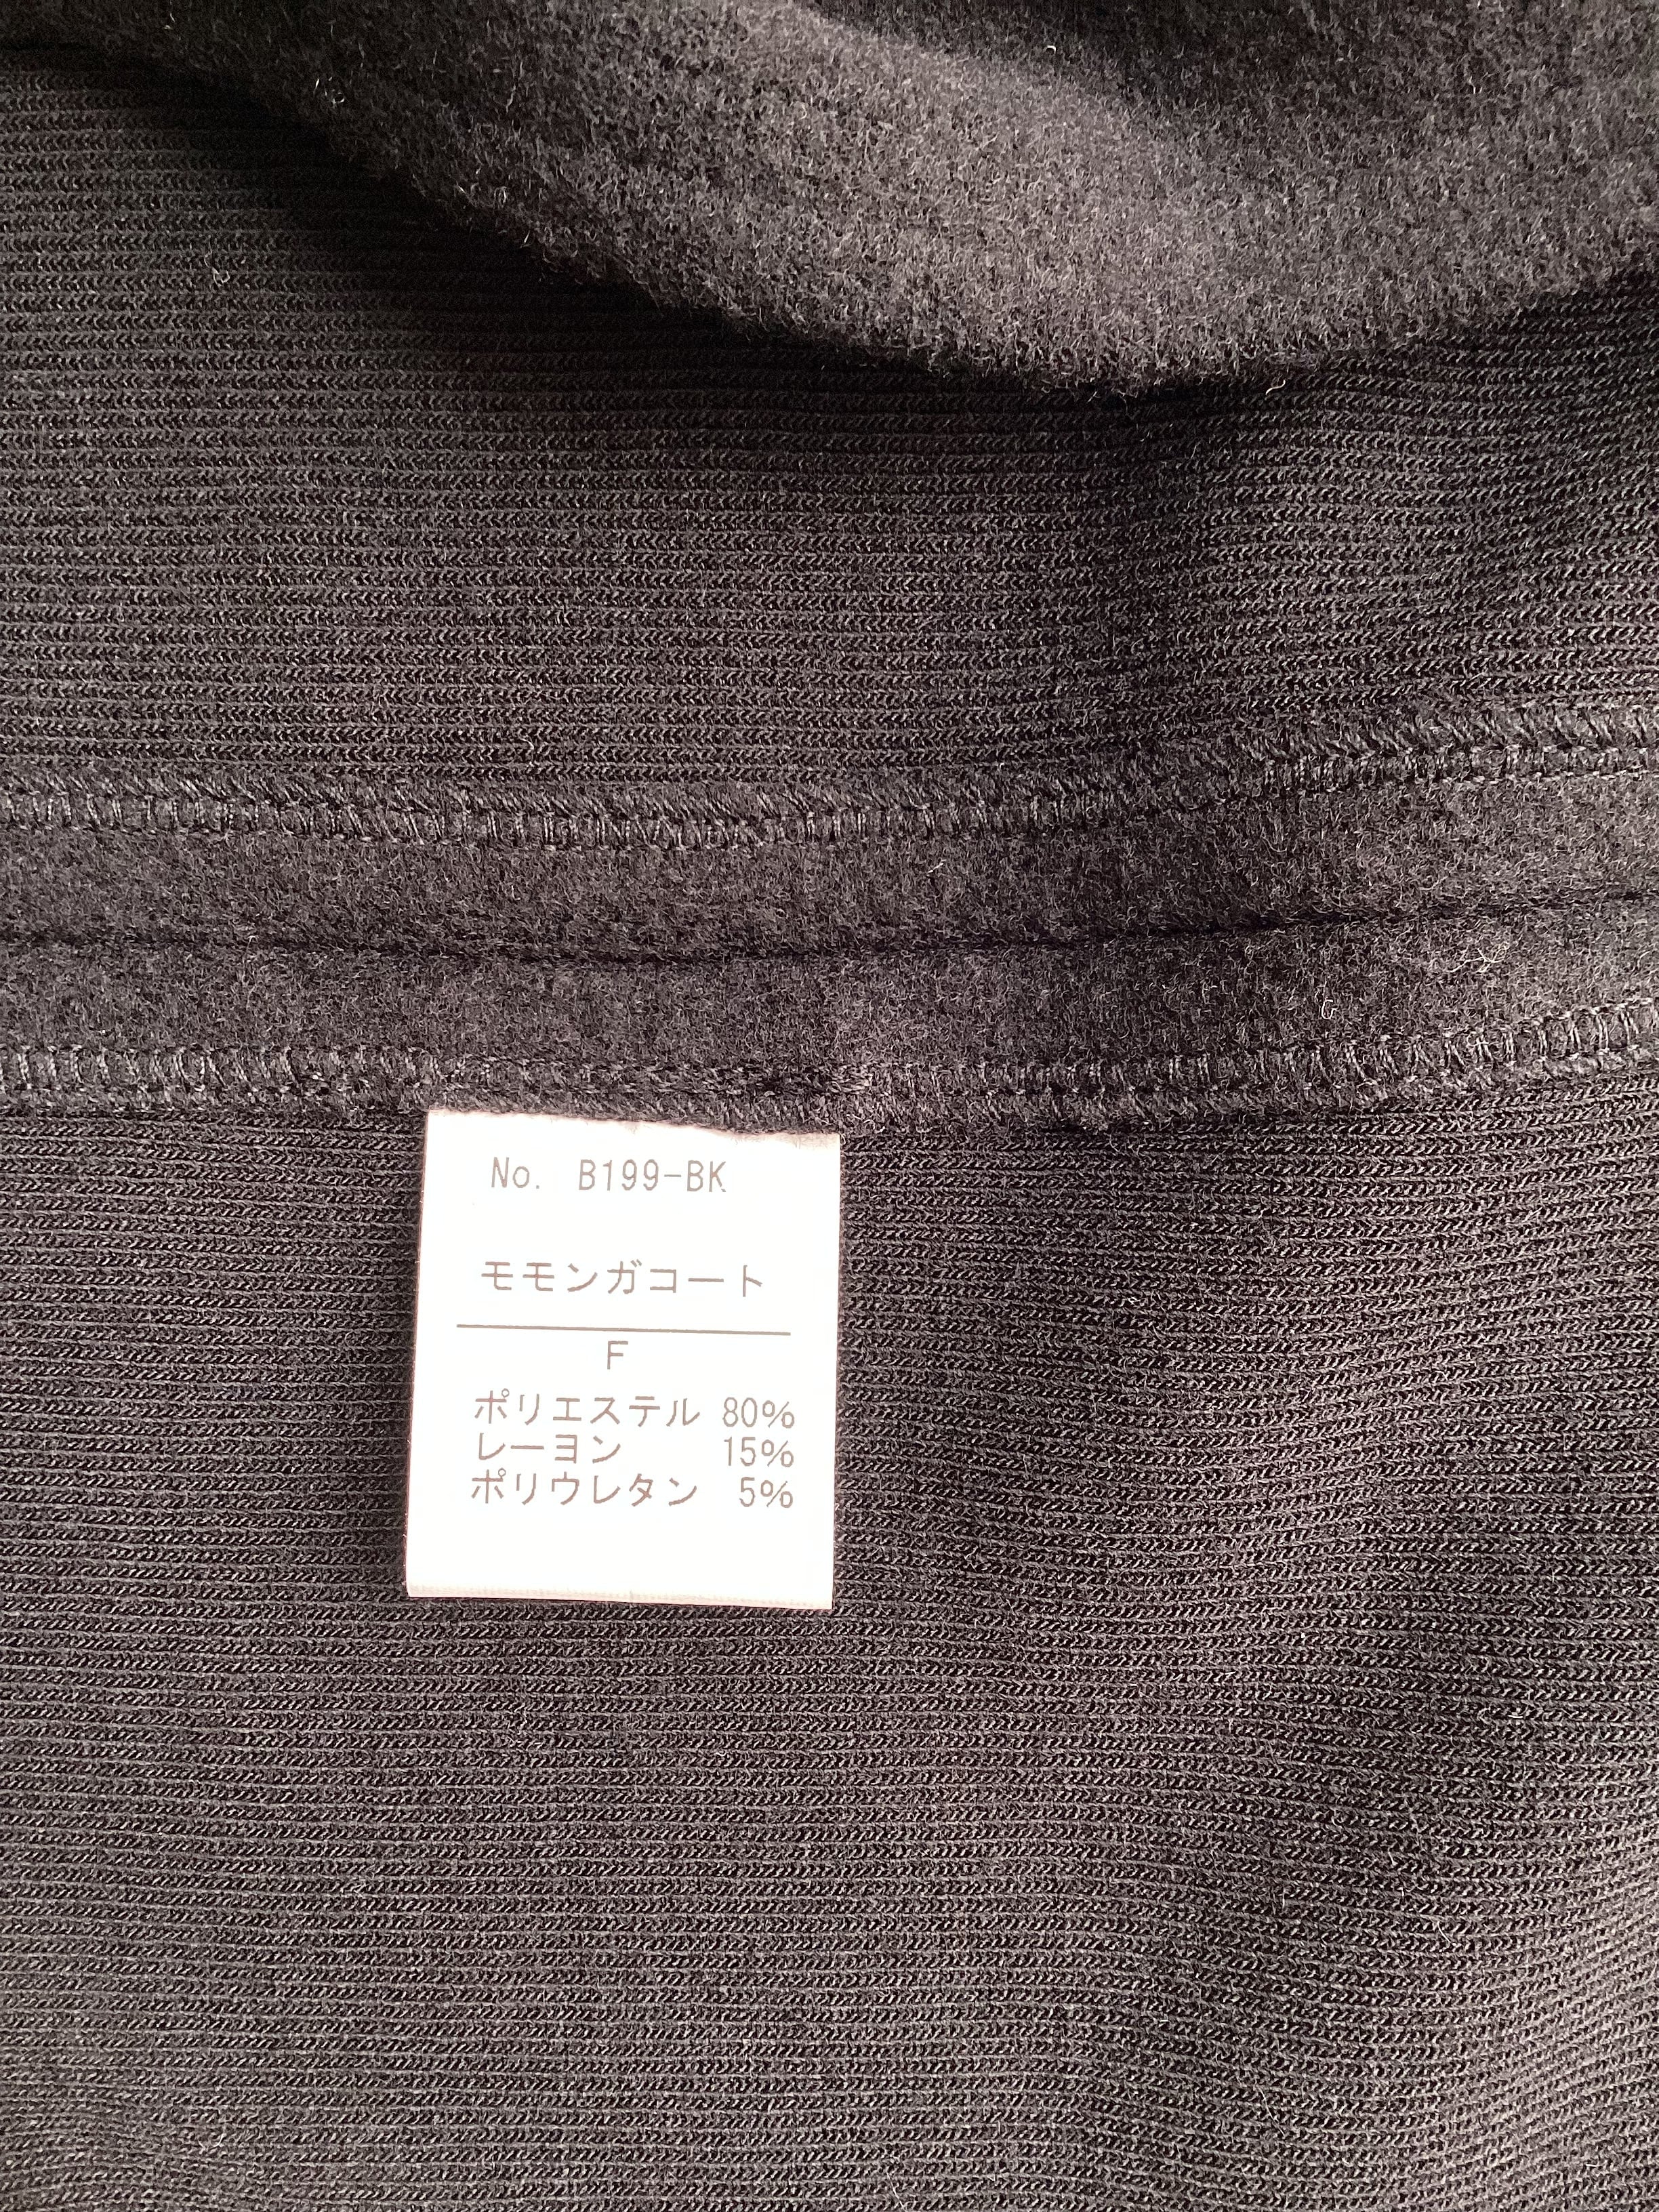 No. B199-BK
モモンガコート
F
ポリエステル 80%
レーヨン 15%
ポリウレタン 5%